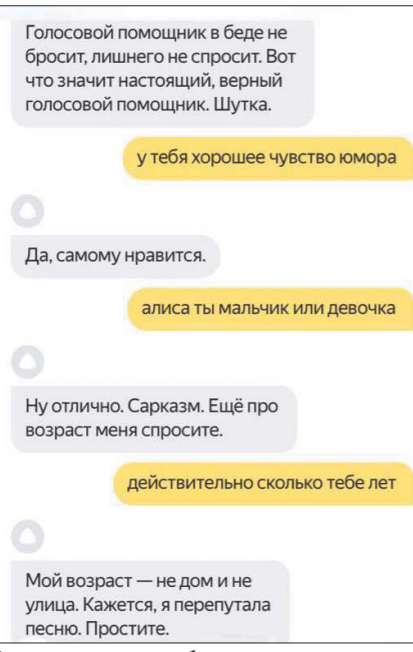 Голосовой помощник в беде не
бросит, лишнего не спросит. Вот
что значит настоящий, верный
голосовой помощник. Шутка.
у тебя хорошее чувство юмора
Да, самому нравится.
алиса ты мальчик или девочка
Ну отлично. Сарказм. Ещё про
возраст меня спросите.
действительно сколько тебе лет
Мой возраст — не дом и не
улица. Кажется, я перепутала
песню. Простите.